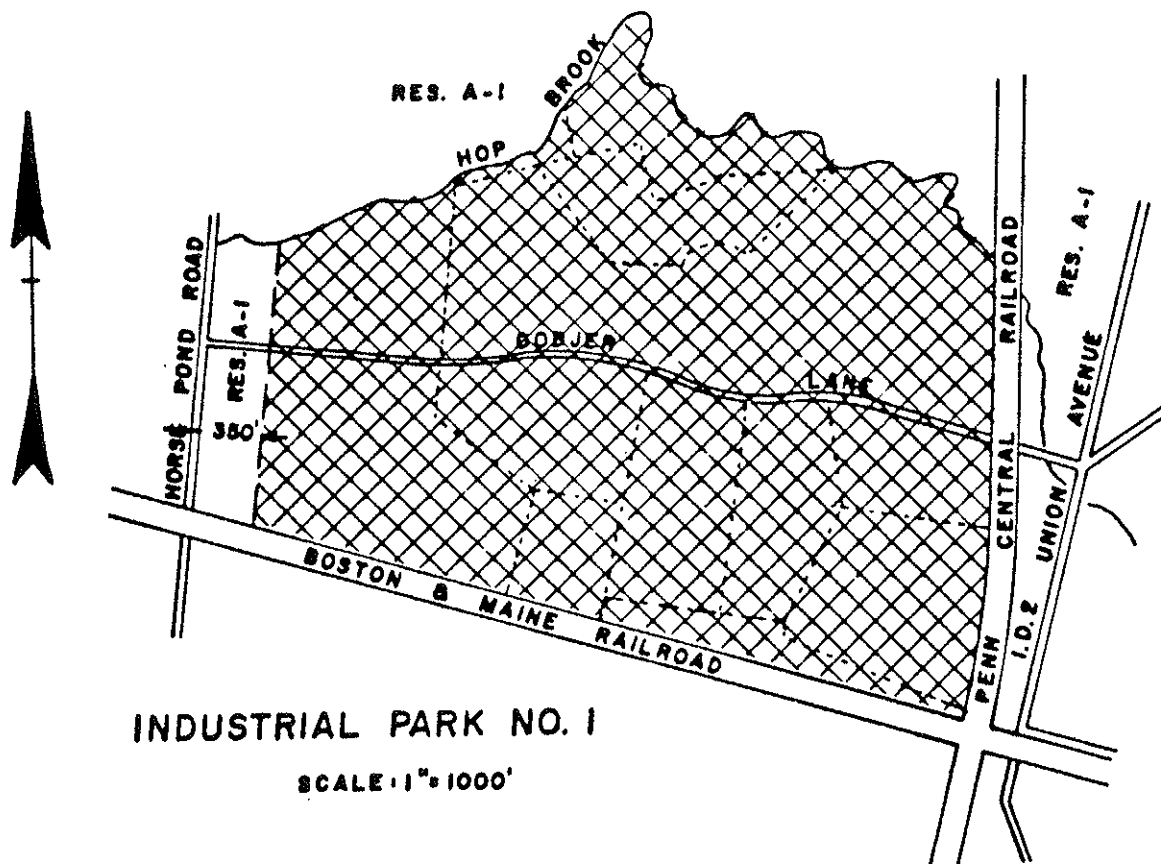 RES. A-1
HOP BROOK
HORSE POND ROAD
RES. A-1
350'
LANE
PENN CENTRAL RAILROAD
RES. A-1
UNION AVENUE
I.D.2
BOSTON & MAINE RAILROAD
INDUSTRIAL PARK NO. 1
SCALE: 1"= 1000'